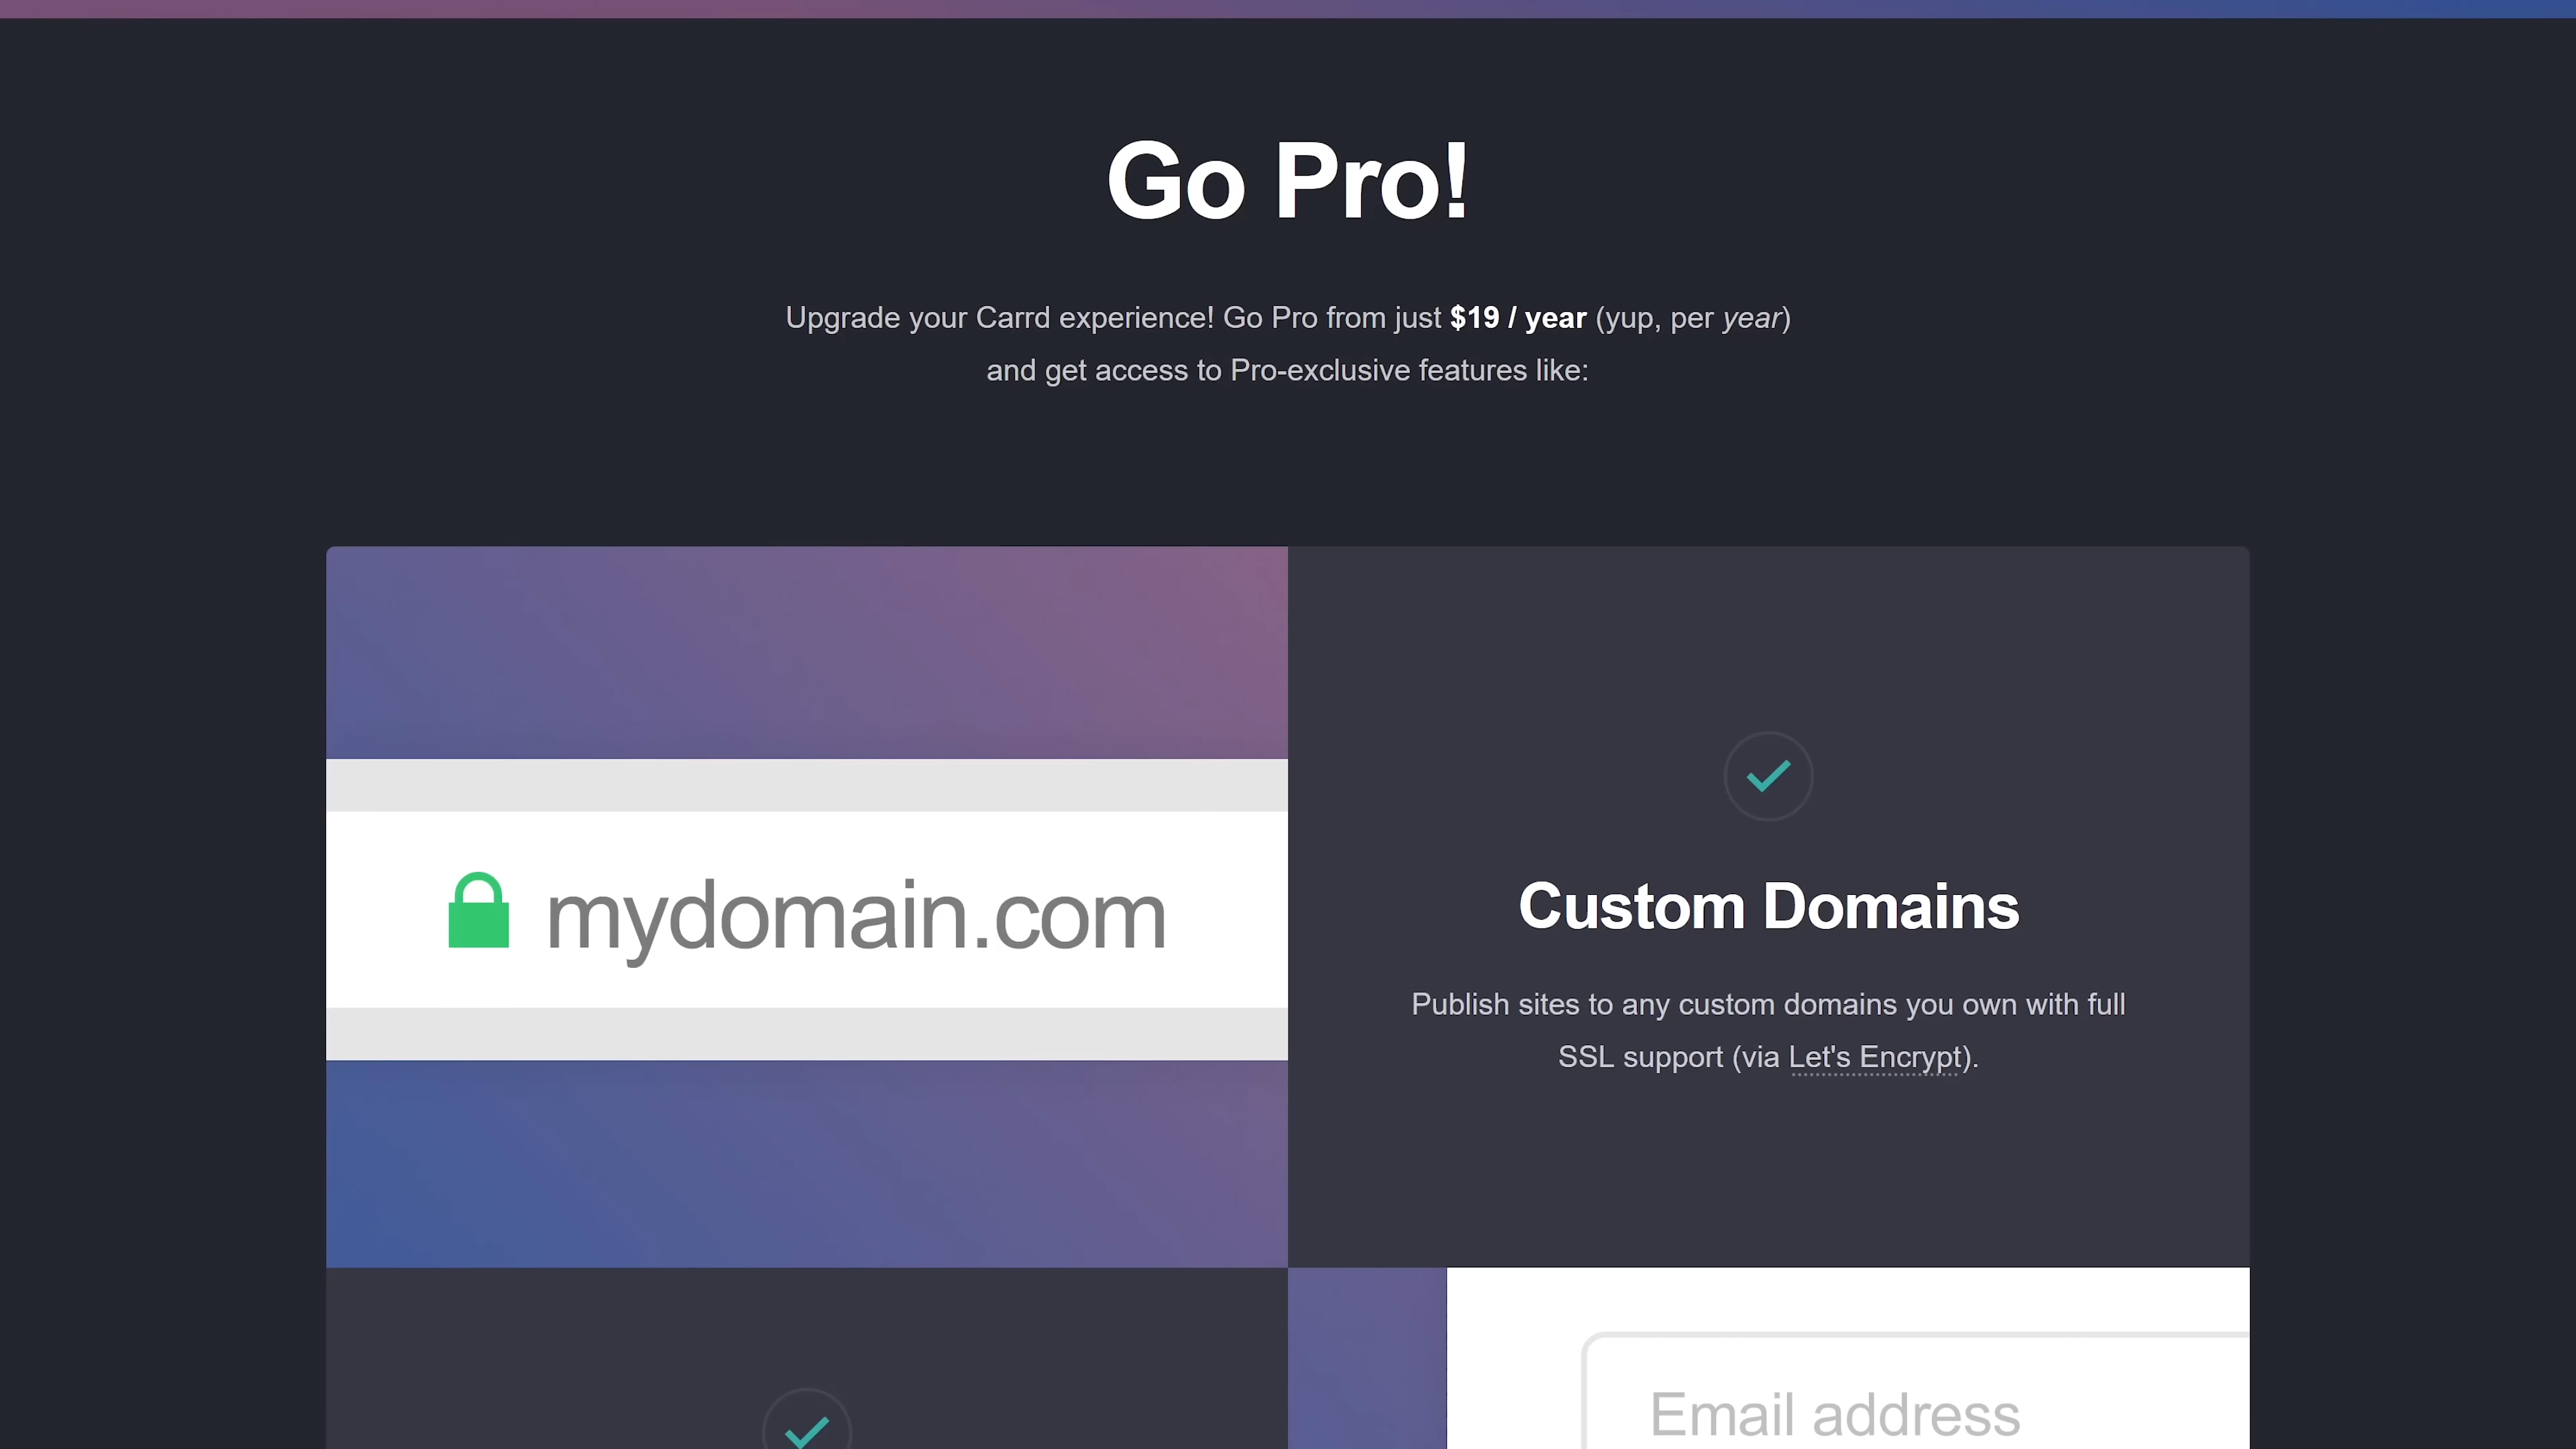 Go Pro!
Upgrade your Carrd experience! Go Pro from just $19 / year (yup, per year)
and get access to Pro-exclusive features like:
mydomain.com
Custom Domains
Publish sites to any custom domains you own with full
SSL support (via Let's Encrypt).
Email address